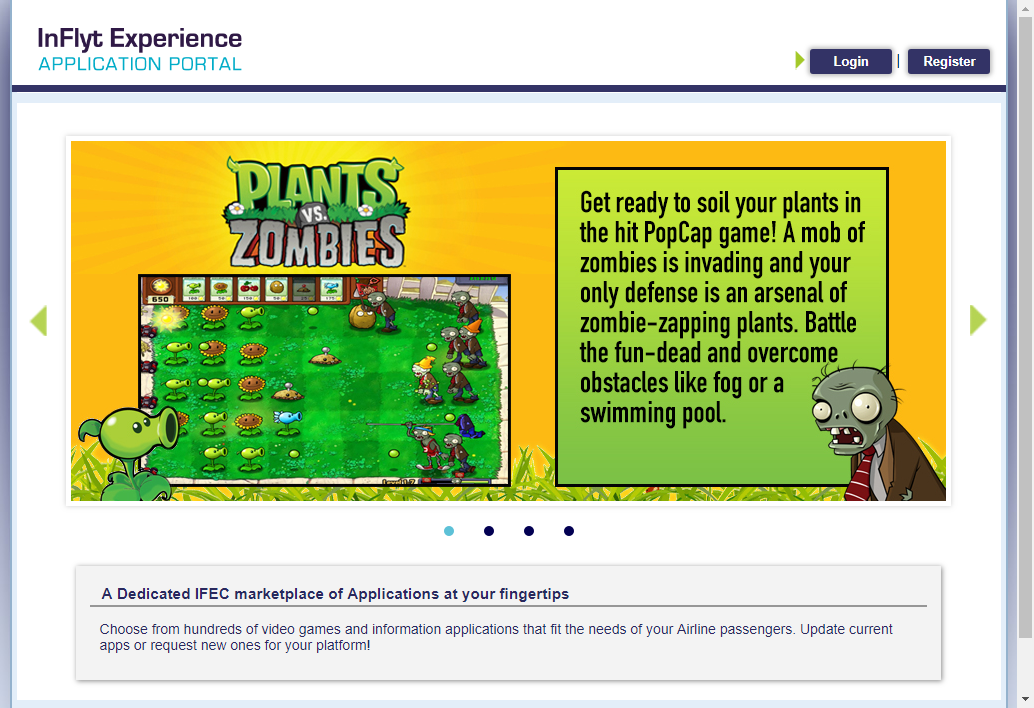 InFlyt Experience
APPLICATION PORTAL
Login | Register
PLANTS
VS.
ZOMBIES
650
Get ready to soil your plants in
the hit PopCap game! A mob of
zombies is invading and your
only defense is an arsenal of
zombie-zapping plants. Battle
the fun-dead and overcome
obstacles like fog or a
swimming pool.
A Dedicated IFEC marketplace of Applications at your fingertips
Choose from hundreds of video games and information applications that fit the needs of your Airline passengers. Update current
apps or request new ones for your platform!